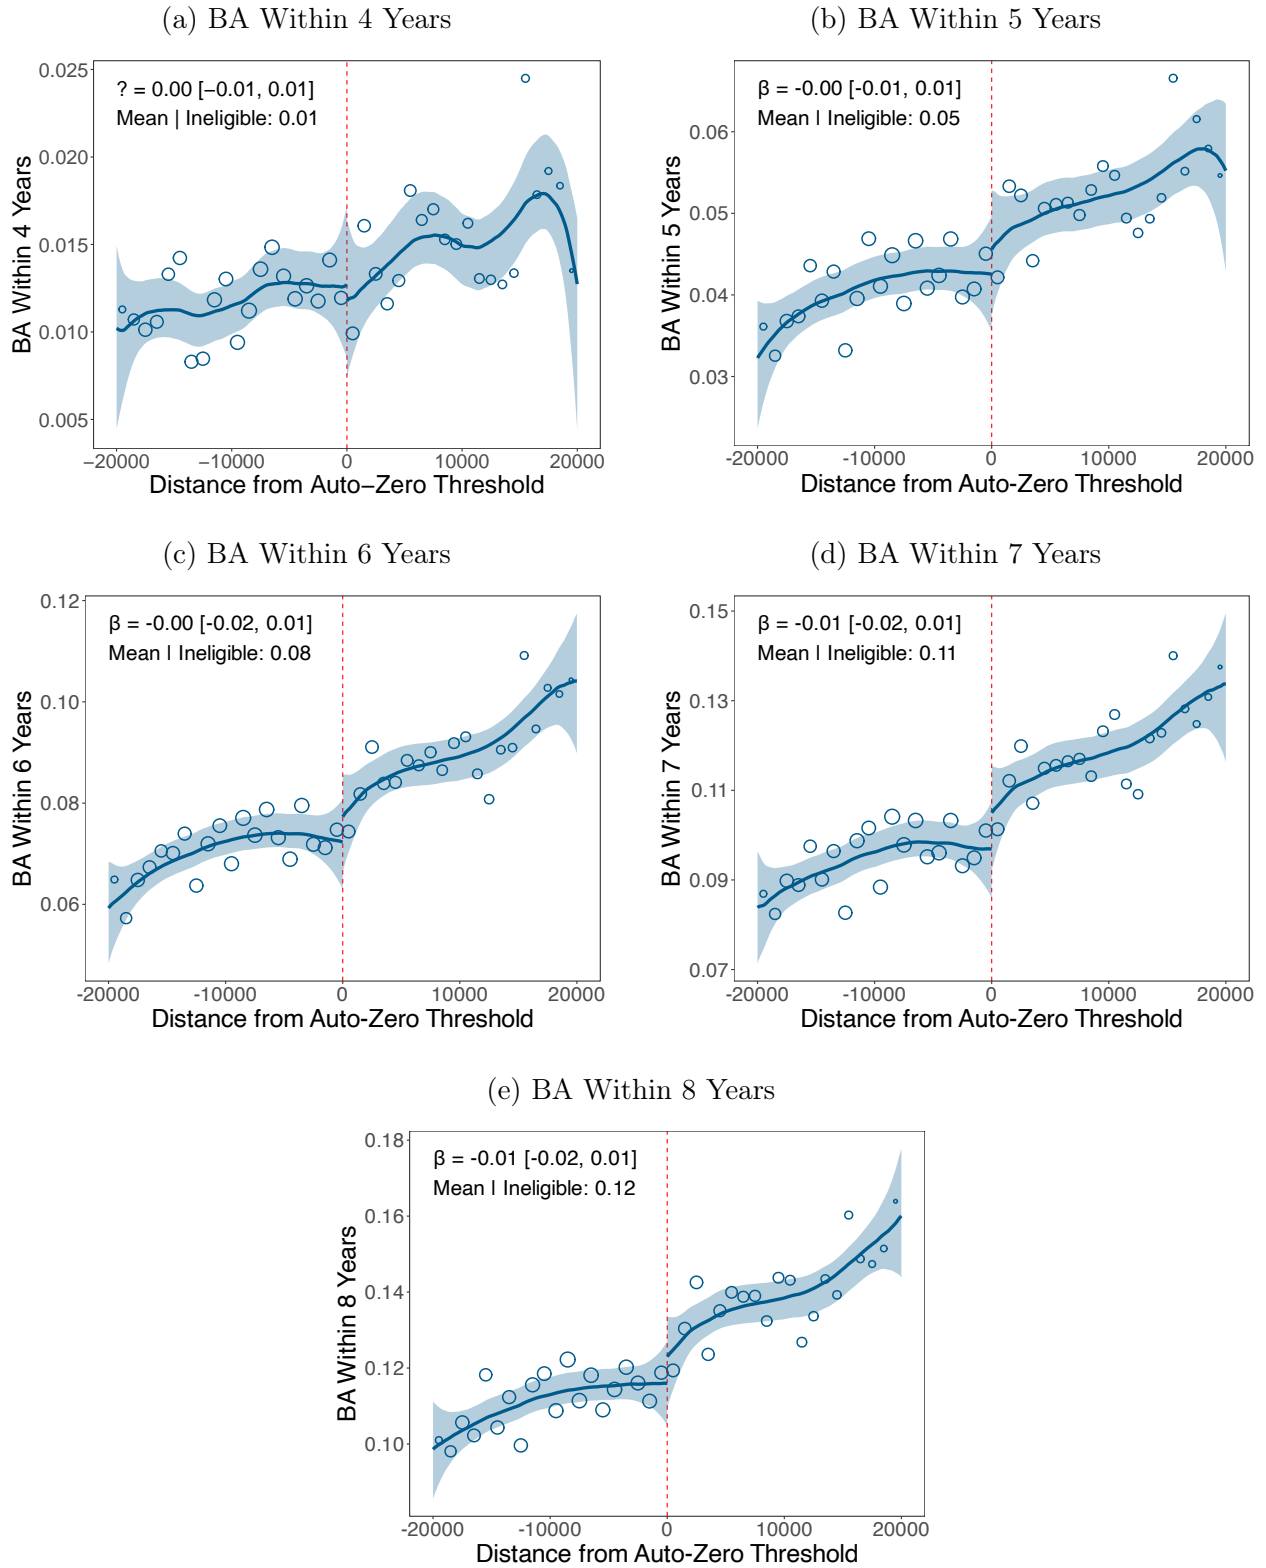 (a) BA Within 4 Years
? = 0.00 [−0.01, 0.01]
Mean | Ineligible: 0.01
BA Within 4 Years
0.025
0.020
0.015
0.010
0.005
−20000 −10000 0 10000 20000
Distance from Auto−Zero Threshold
(b) BA Within 5 Years
β = -0.00 [-0.01, 0.01]
Mean | Ineligible: 0.05
BA Within 5 Years
0.06
0.05
0.04
0.03
-20000 -10000 0 10000 20000
Distance from Auto-Zero Threshold
(c) BA Within 6 Years
β = -0.00 [-0.02, 0.01]
Mean | Ineligible: 0.08
BA Within 6 Years
0.12
0.10
0.08
0.06
-20000 -10000 0 10000 20000
Distance from Auto-Zero Threshold
(d) BA Within 7 Years
β = -0.01 [-0.02, 0.01]
Mean | Ineligible: 0.11
BA Within 7 Years
0.15
0.13
0.11
0.09
0.07
-20000 -10000 0 10000 20000
Distance from Auto-Zero Threshold
(e) BA Within 8 Years
β = -0.01 [-0.02, 0.01]
Mean | Ineligible: 0.12
BA Within 8 Years
0.18
0.16
0.14
0.12
0.10
-20000 -10000 0 10000 20000
Distance from Auto-Zero Threshold